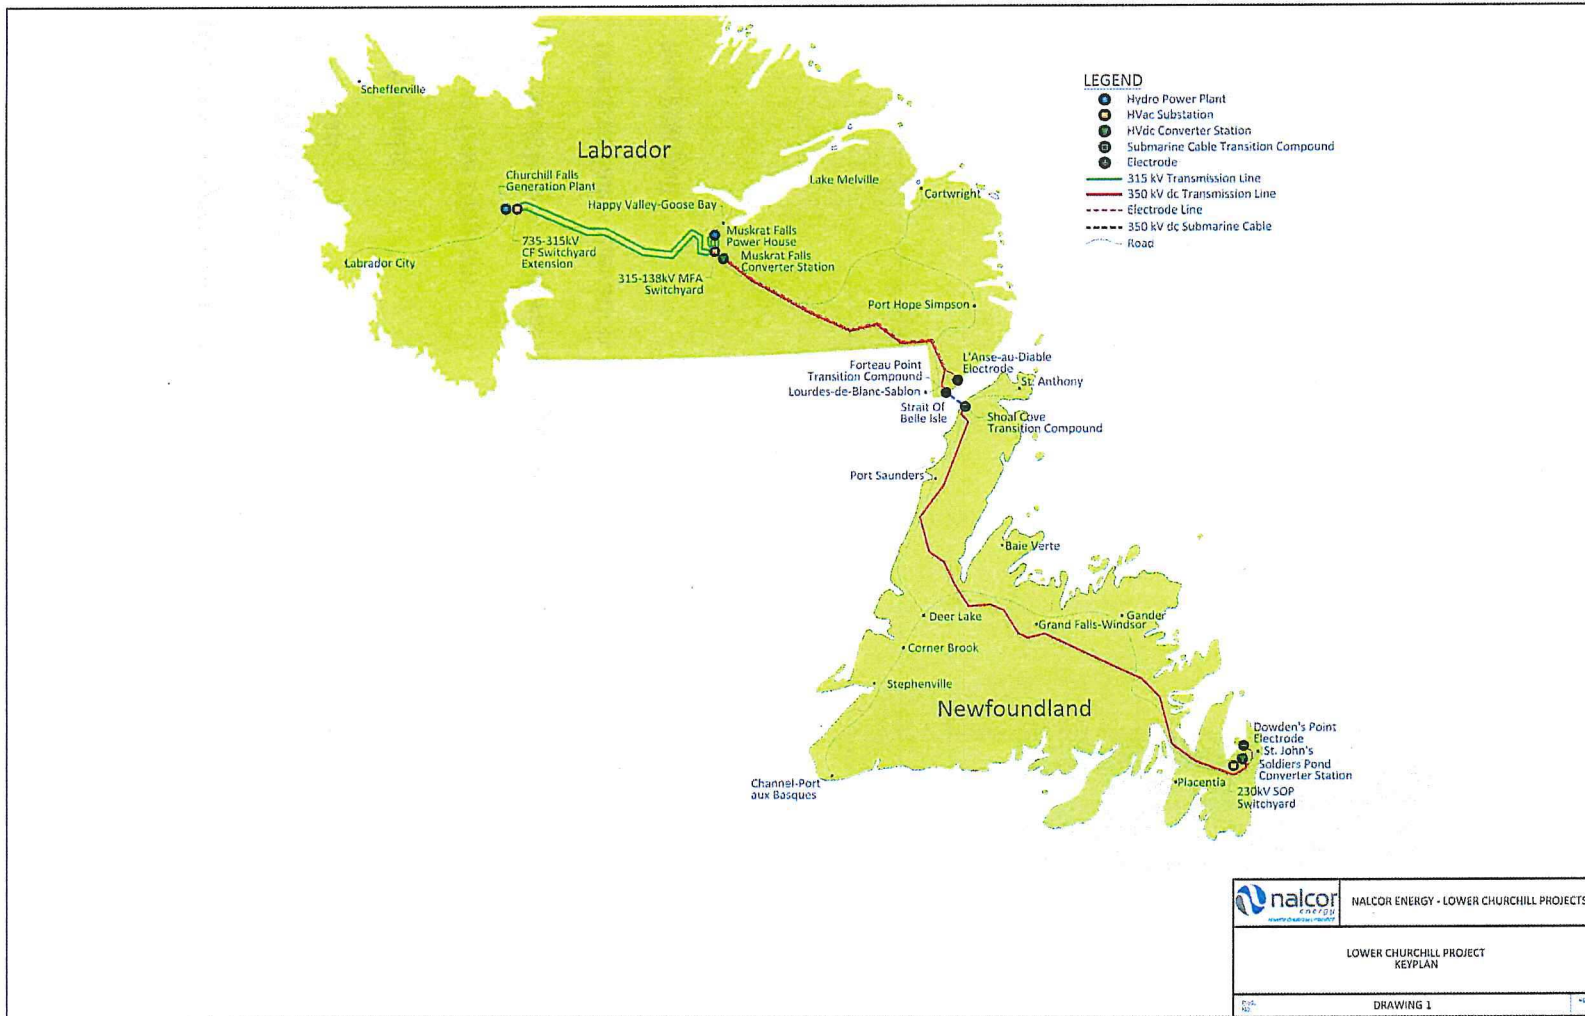 LEGEND
Hydro Power Plant
HVac Substation
HVdc Converter Station
Submarine Cable Transition Compound
Electrode
315 kV Transmission Line
350 kV dc Transmission Line
Electrode Line
350 kV dc Submarine Cable
Road
Schefferville
Labrador
Churchill Falls
Generation Plant
Lake Melville
Cartwright
Happy Valley-Goose Bay
Muskrat Falls
Power House
735-315kV
CF Switchyard
Extension
Labrador City
Muskrat Falls
Converter Station
315-138kV MFA
Switchyard
Port Hope Simpson
Forteau Point
Transition Compound
L'Anse-au-Diable
Electrode
St. Anthony
Lourdes-de-Blanc-Sablon
Strait Of
Belle Isle
Shoal Cove
Transition Compound
Port Saunders
Baie Verte
Deer Lake
Grand Falls-Windsor
Gander
Corner Brook
Stephenville
Newfoundland
Dowden's Point
Electrode
St. John's
Soldiers Pond
Converter Station
Placentia
230kV SOP
Switchyard
Channel-Port
aux Basques
nalcor
energy
NALCOR ENERGY - LOWER CHURCHILL PROJECTS
LOWER CHURCHILL PROJECT
KEYPLAN
DRAWING 1